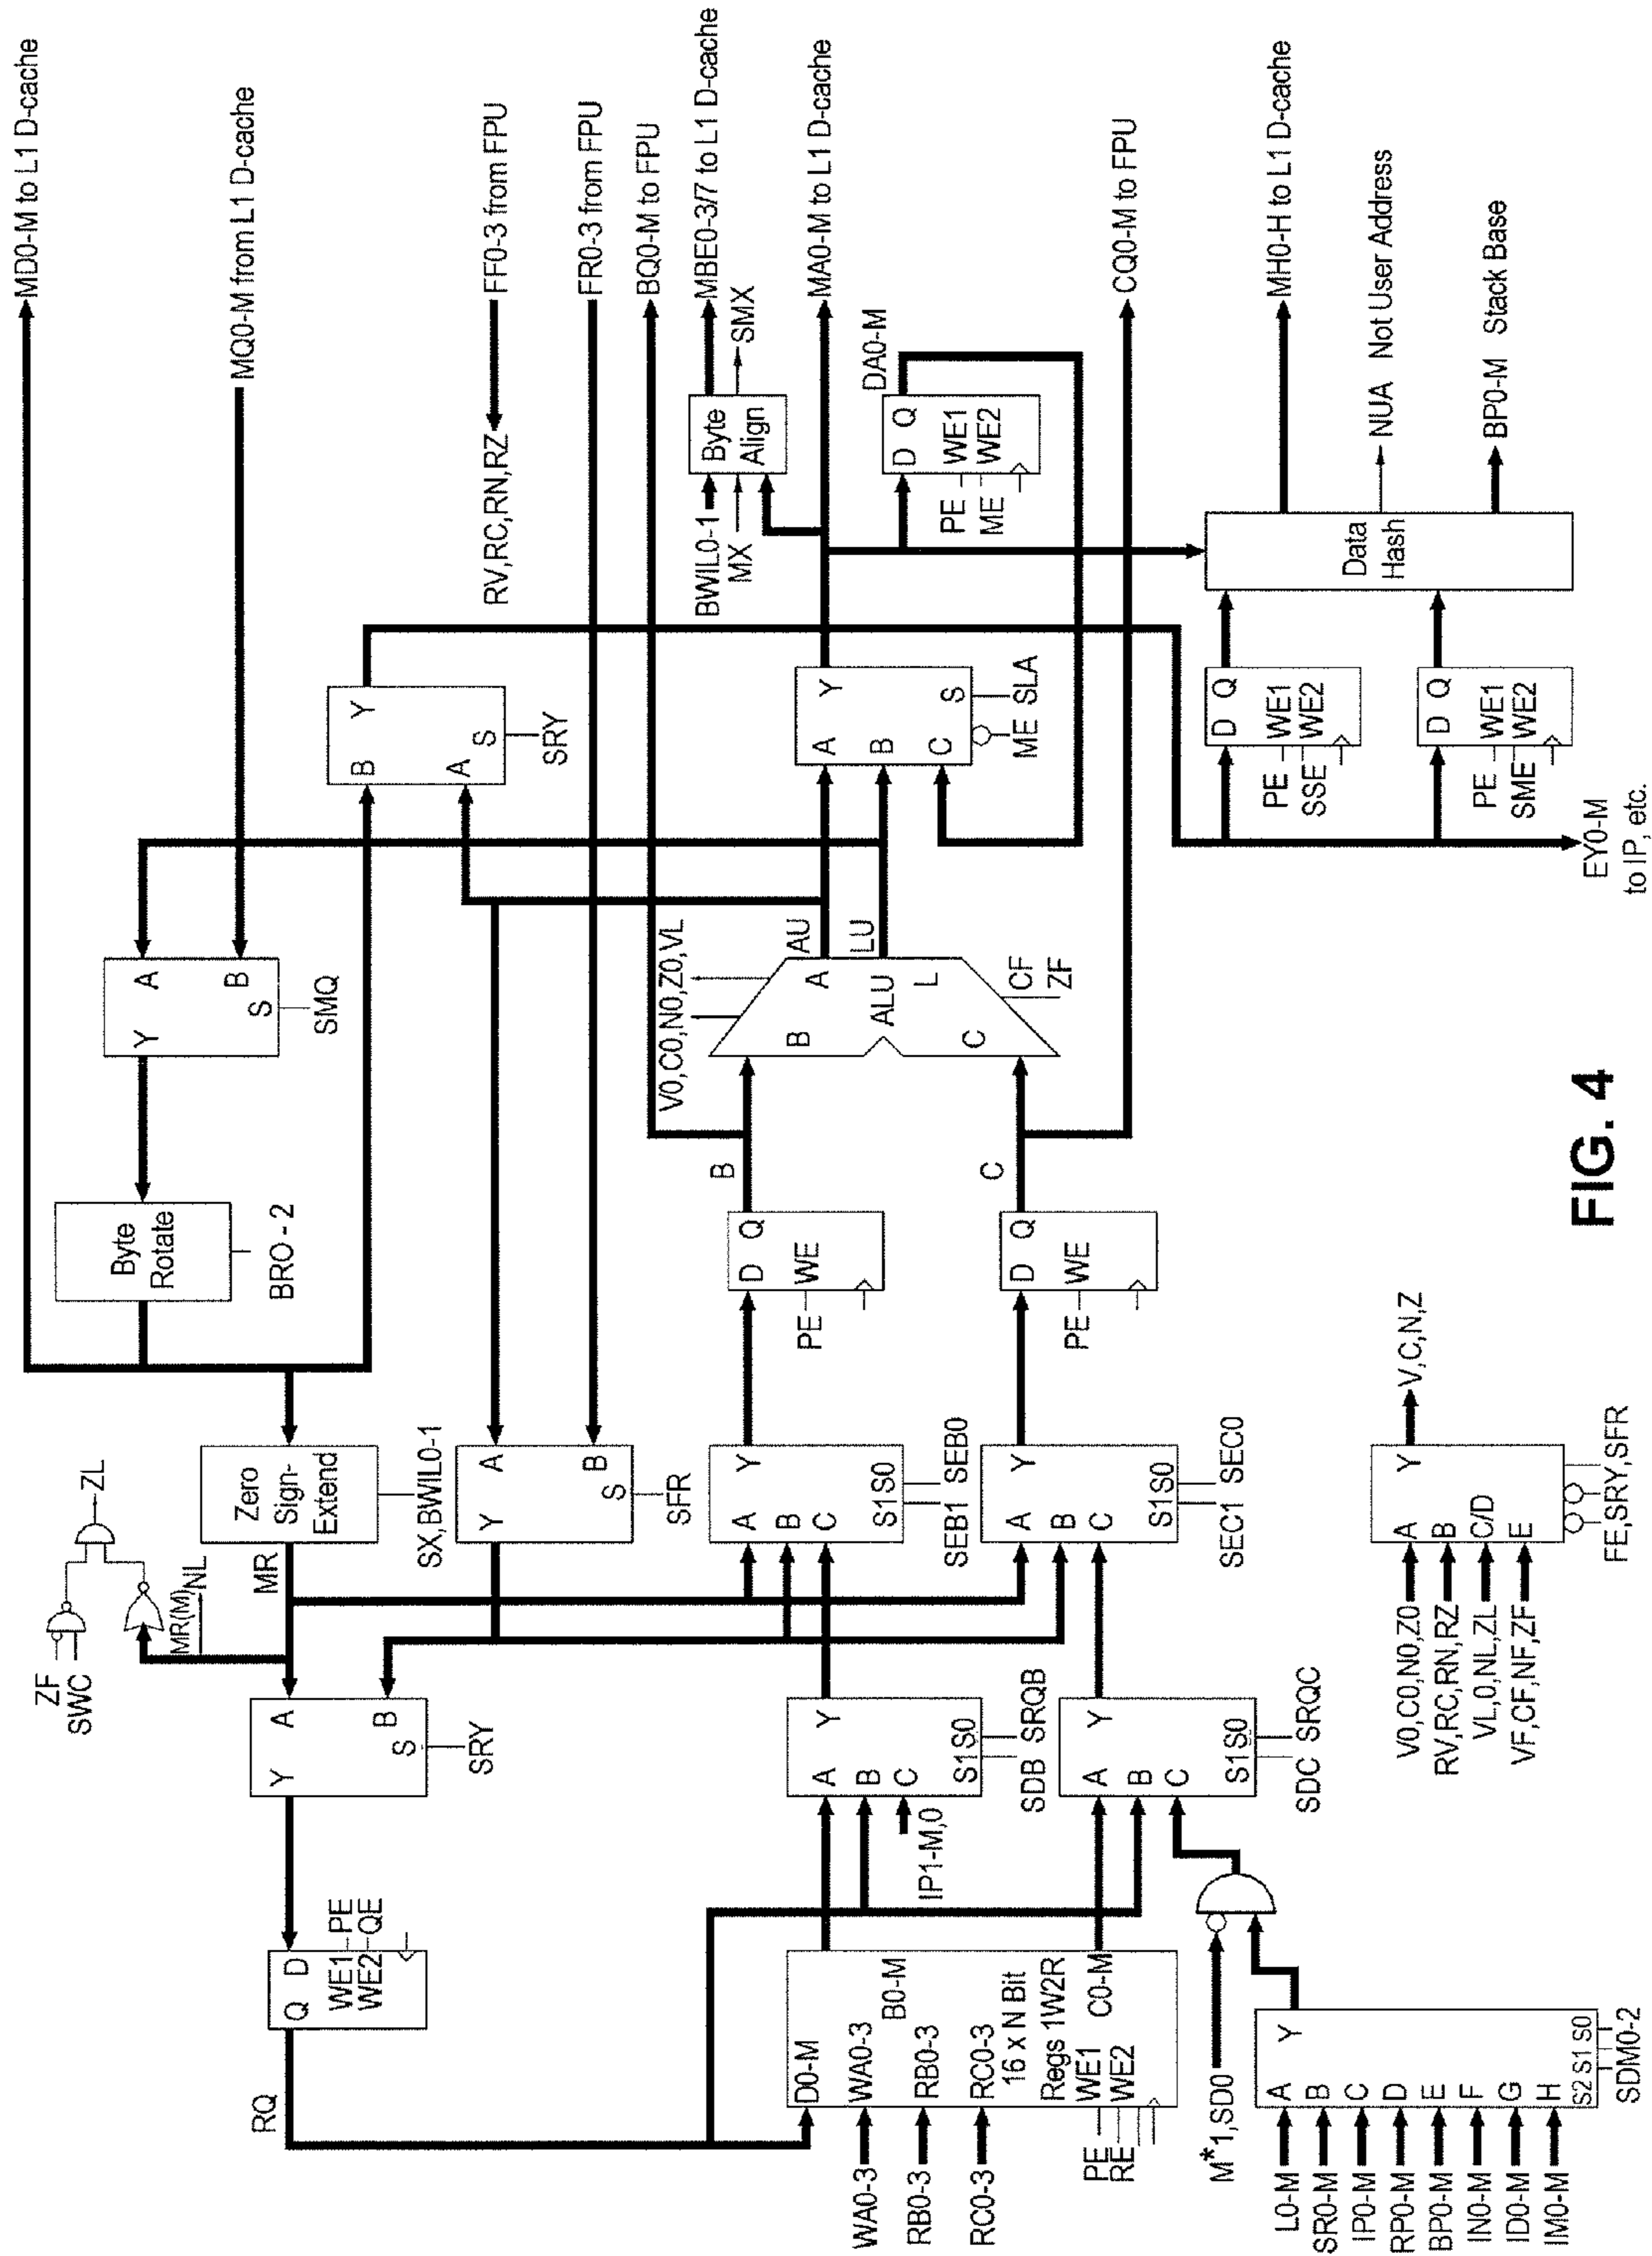 MD0-M to L1 D-cache
MQ0-M from L1 D-cache
FF0-3 from FPU
RV,RC,RN,RZ
FR0-3 from FPU
BQ0-M to FPU
MBE0-3/7 to L1 D-cache
SMX
MA0-M to L1 D-cache
DA0-M
CQ0-M to FPU
MH0-H to L1 D-cache
NUA Not User Address
BP0-M Stack Base
EY0-M
to IP, etc.
Byte
Align
BWIL0-1
MX
D Q
WE1
WE2
PE
ME
Data
Hash
D Q
WE1
WE2
PE
SSE
D Q
WE1
WE2
PE
SME
B Y
A S
SRY
A Y
B
C S
ME SLA
Y A
B
S
SMQ
Byte
Rotate
BRO - 2
V0,C0,N0,Z0,VL
AU
LU
B A
ALU
C L
CF
ZF
B
D Q
WE
PE
C
D Q
WE
PE
Zero
Sign-
Extend
SX,BWIL0-1
MR
ZL
ZF
SWC
MR(M)
NL
Y A
B
S
SFR
A Y
B
C
S1S0
SEB1 SEB0
A Y
B
C
S1S0
SEC1 SEC0
Y A
B
S
SRY
Q D
WE1
WE2
PE
QE
RQ
A Y
B
C
S1S0
SDB SRQB
IP1-M,0
A Y
B
C
S1S0
SDC SRQC
D0-M
WA0-3
B0-M
RB0-3
RC0-3
16 x N Bit
Regs 1W2R
WE1 C0-M
WE2
WA0-3
RB0-3
RC0-3
PE
RE
M*1,SD0
L0-M A Y
SR0-M B
IP0-M C
RP0-M D
BP0-M E
IN0-M F
ID0-M G
IM0-M H
S2 S1 S0
SDM0-2
V0,C0,N0,Z0 A Y
RV,RC,RN,RZ B
VL,0,NL,ZL C/D
VF,CF,NF,ZF E
V,C,N,Z
FE,SRY,SFR
FIG. 4